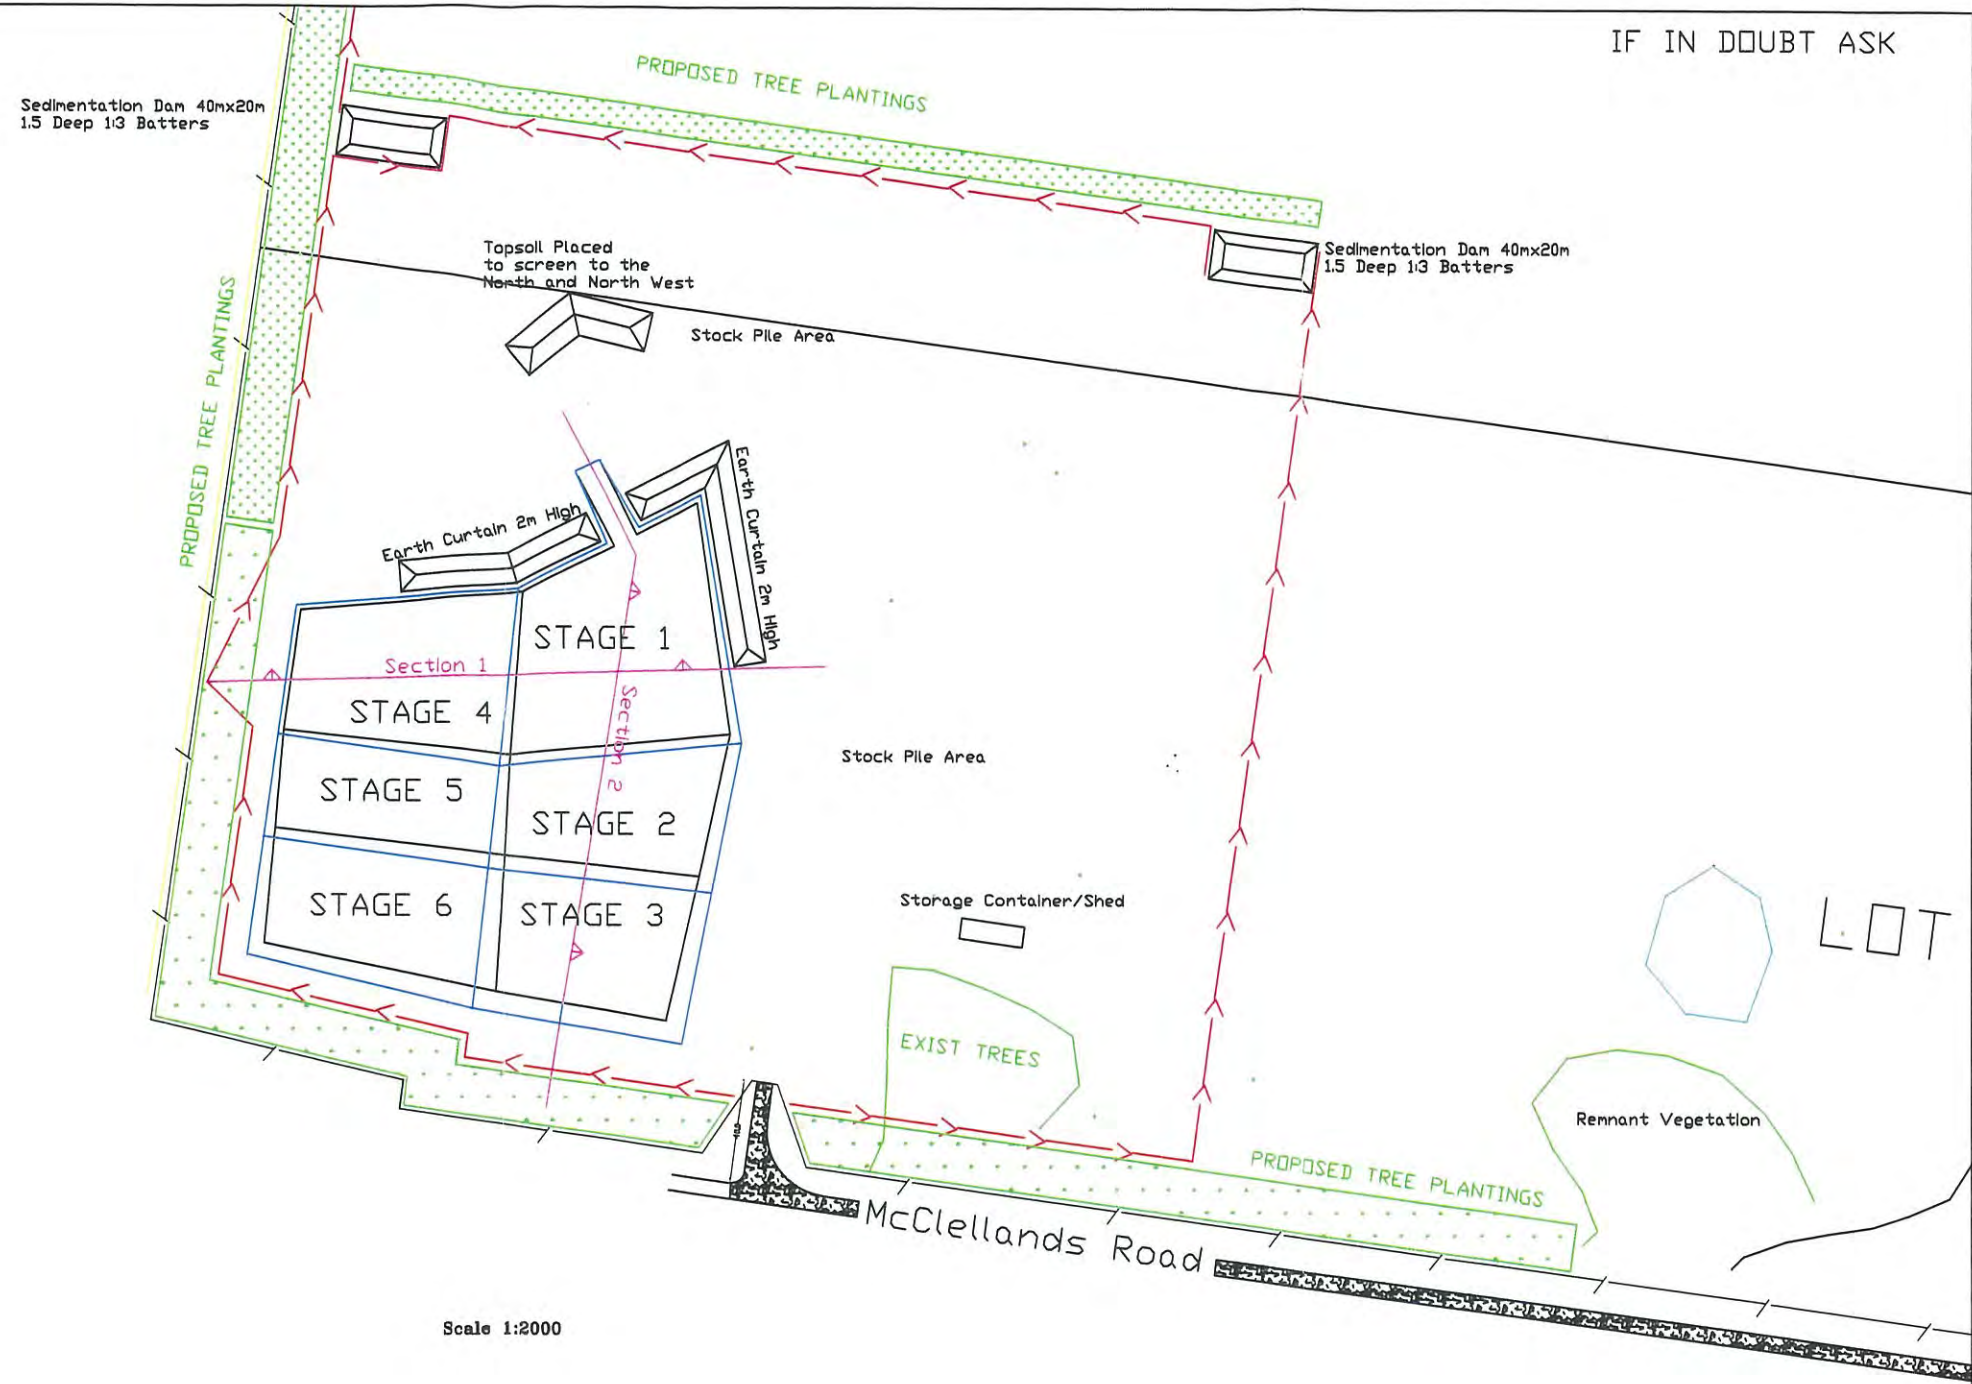 IF IN DOUBT ASK
PROPOSED TREE PLANTINGS
Sedimentation Dam 40mx20m
1.5 Deep 1:3 Batters
Topsoil Placed
to screen to the
North and North West
Sedimentation Dam 40mx20m
1.5 Deep 1:3 Batters
Stock Pile Area
PROPOSED TREE PLANTINGS
Earth Curtain 2m High
Earth Curtain 2m High
STAGE 1
Section 1
STAGE 4
Section 2
Stock Pile Area
STAGE 5
STAGE 2
STAGE 6
STAGE 3
Storage Container/Shed
LOT
EXIST TREES
Remnant Vegetation
PROPOSED TREE PLANTINGS
McClellands Road
Scale 1:2000